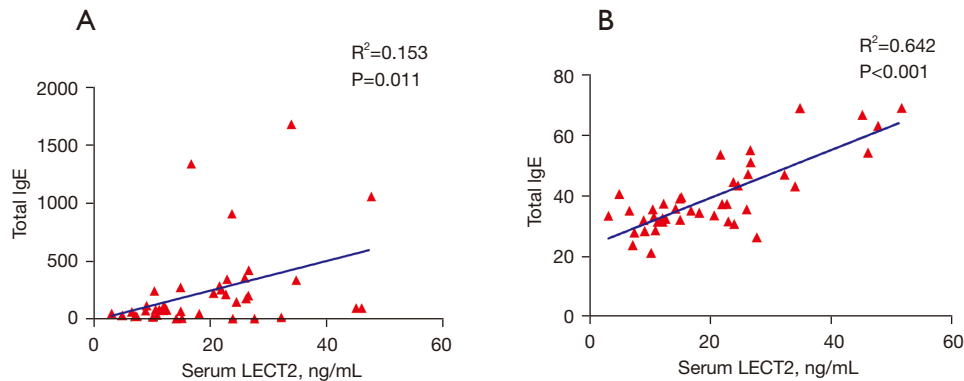 A
R²=0.153
P=0.011
2000
1500
1000
500
0
Total IgE
0 20 40 60
Serum LECT2, ng/mL
B
R²=0.642
P<0.001
80
60
40
20
0
Total IgE
0 20 40 60
Serum LECT2, ng/mL